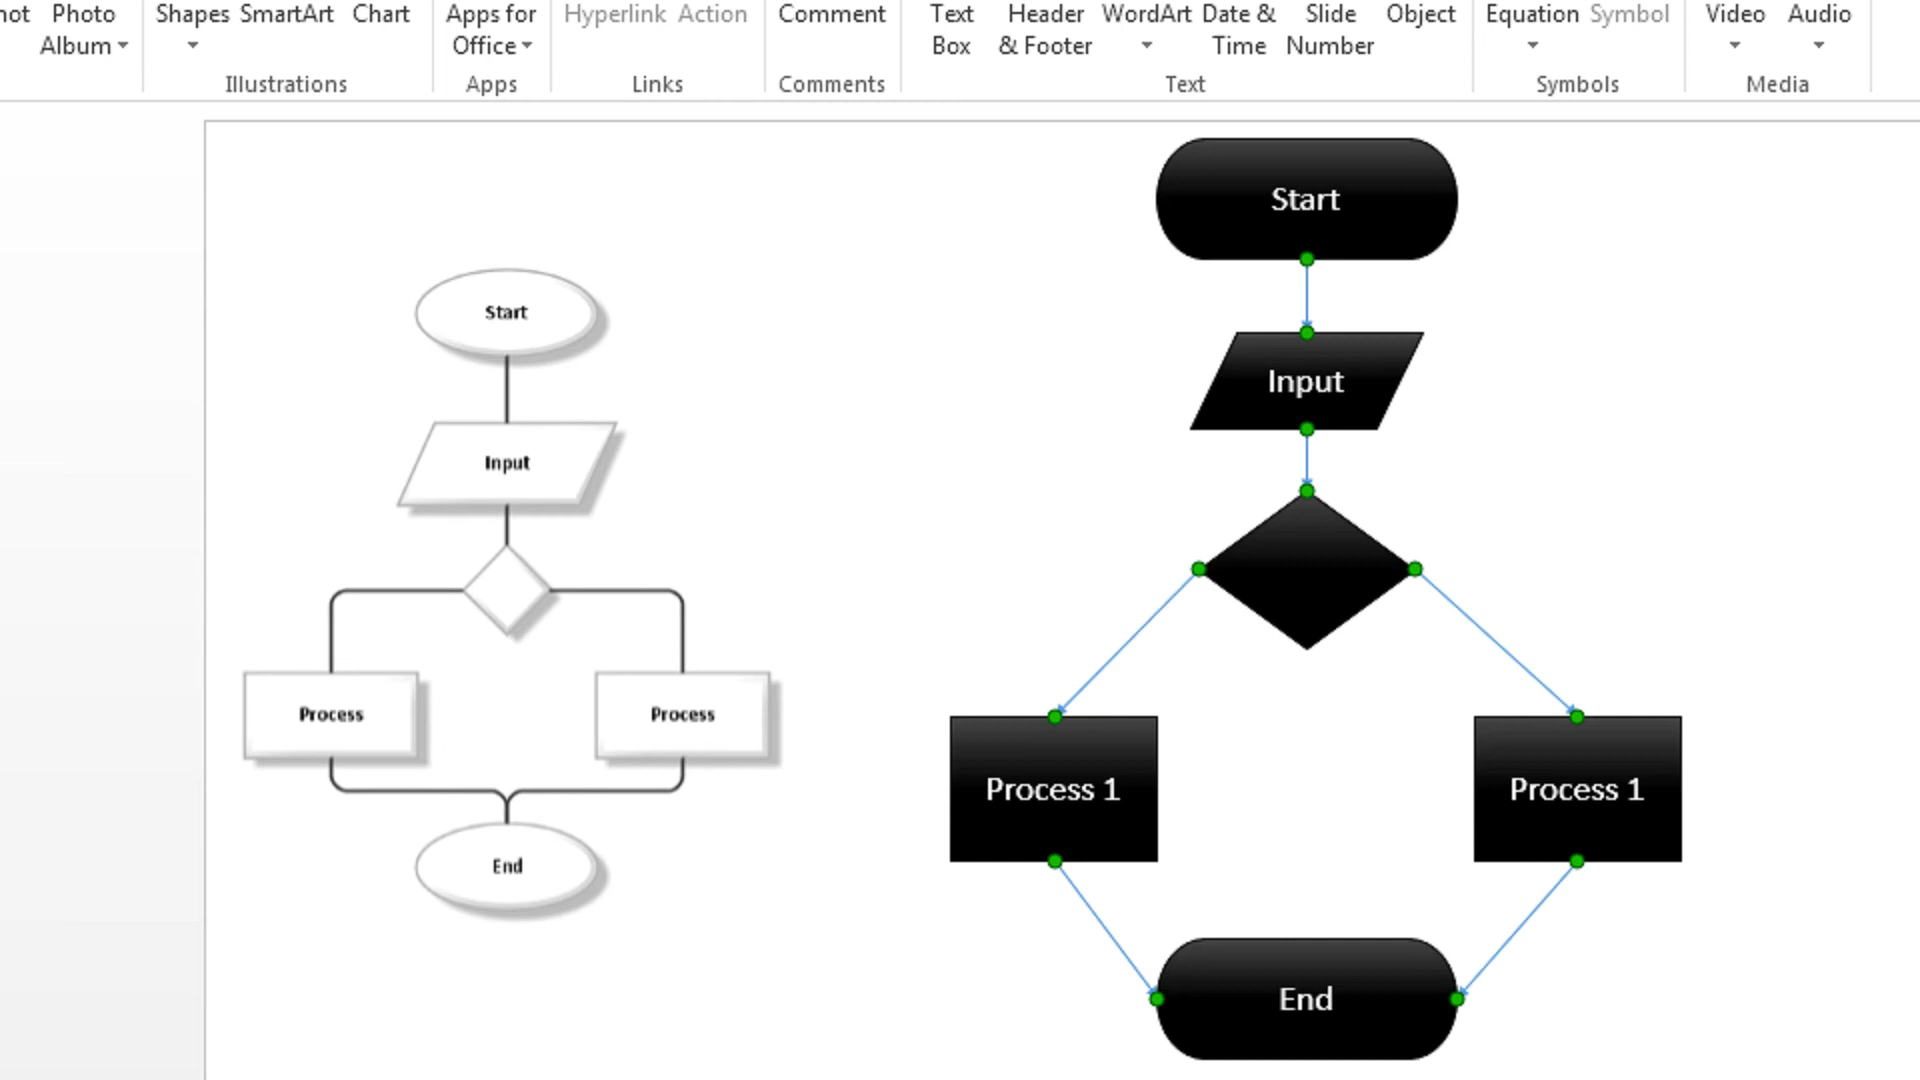 Photo
Album
Shapes
SmartArt
Chart
Illustrations
Apps for
Office
Apps
Hyperlink
Action
Links
Comment
Comments
Text
Box
Header
& Footer
WordArt
Date &
Time
Slide
Number
Object
Text
Equation
Symbol
Symbols
Video
Audio
Media
Start
Input
Process
Process
End
Start
Input
Process 1
Process 1
End